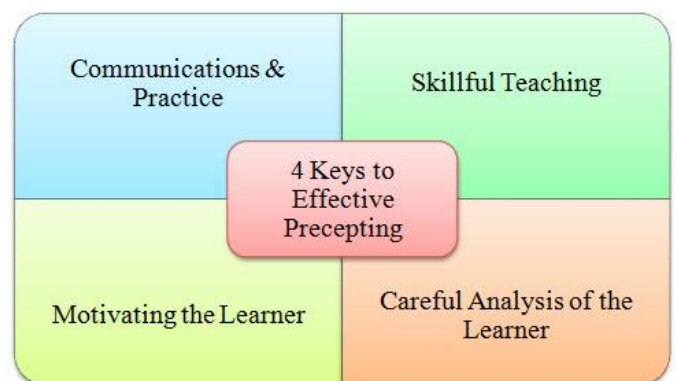 Communications &
Practice
Skillful Teaching
4 Keys to
Effective
Precepting
Motivating the Learner
Careful Analysis of the
Learner